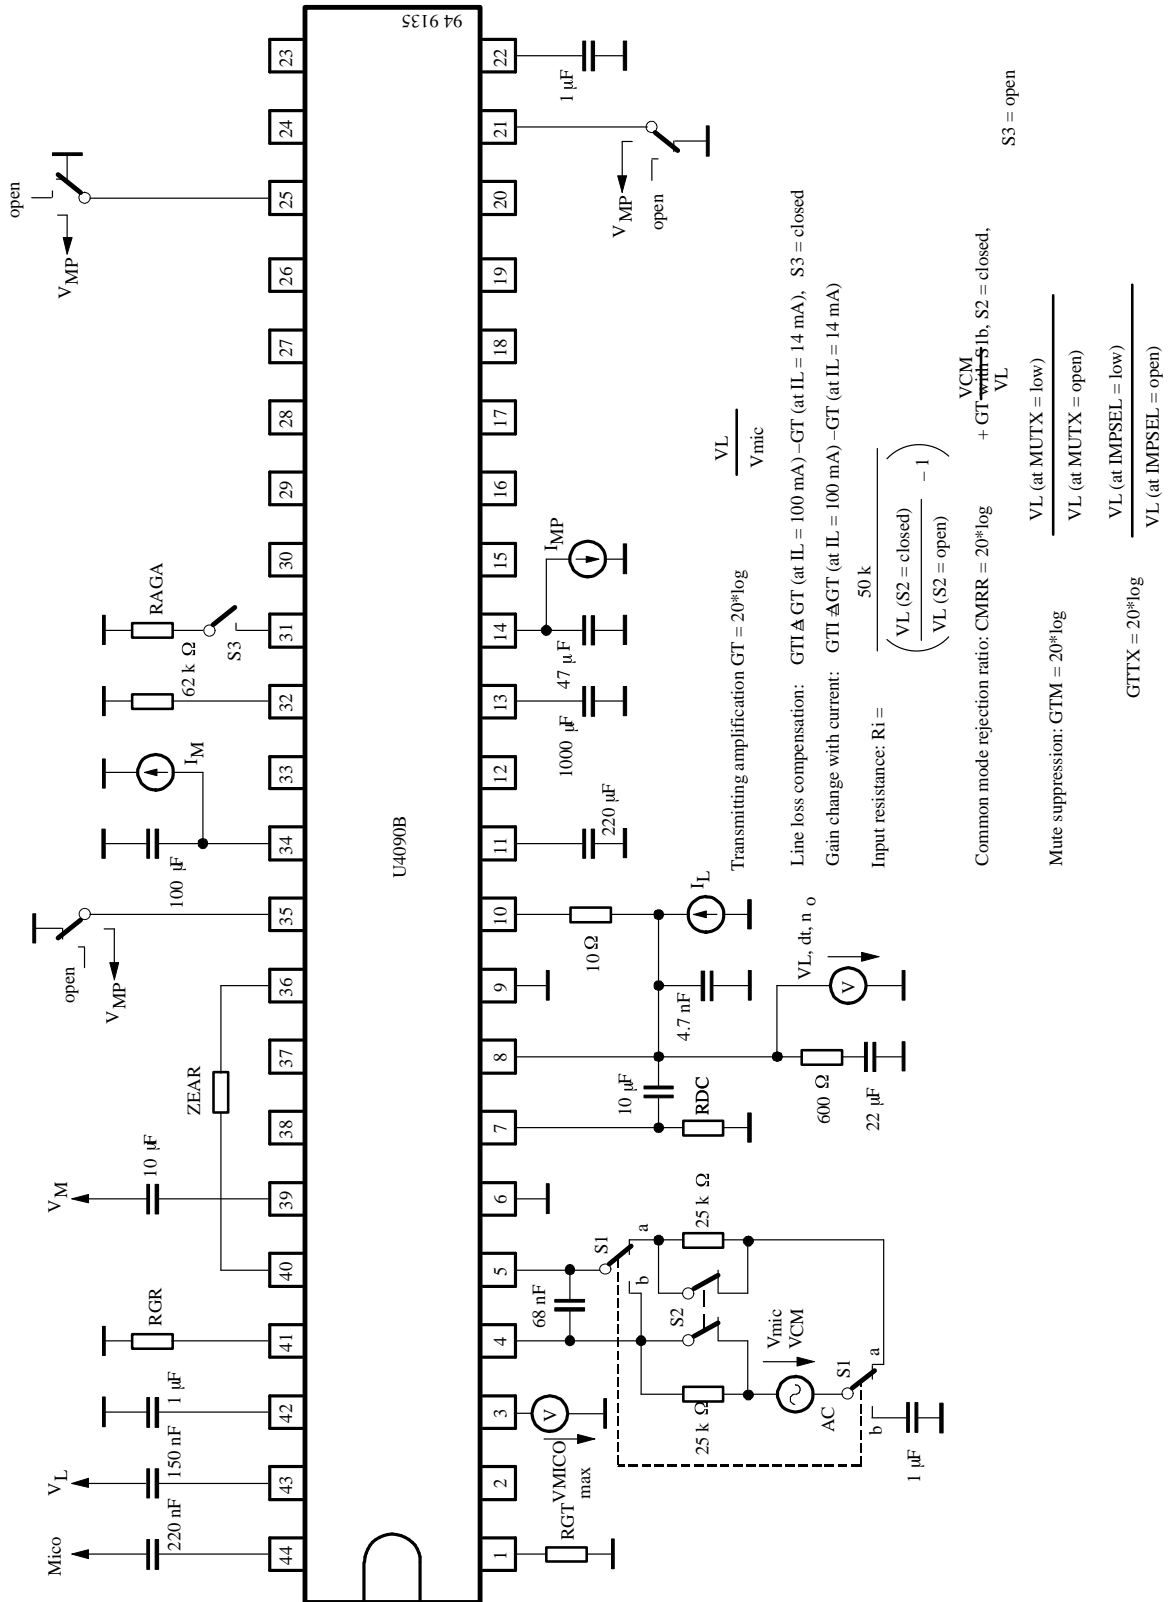 94 9135
U4090B
23
24
25
26
27
28
29
30
31
32
33
34
35
36
37
38
39
40
41
42
43
44
22
21
20
19
18
17
16
15
14
13
12
11
10
9
8
7
6
5
4
3
2
1
open
VMP
RAGA
S3
62 k Ω
IM
100 µF
open
VMP
ZEAR
VM
10 µF
RGR
1 µF
VL
150 nF
Mico
220 nF
1 µF
VMP
open
IMP
47 µF
1000 µF
220 µF
10 Ω
IL
4.7 nF
VL, dt, n o
V
10 µF
RDC
600 Ω
22 µF
68 nF
S1
a
b
25 k Ω
S2
25 k Ω
Vmic
VCM
AC
S1
a
b
1 µF
V
VMICO
max
RGT
Transmitting amplification GT = 20*log
VL
Vmic
Line loss compensation: GTI Δ GT (at IL = 100 mA) –GT (at IL = 14 mA), S3 = closed
Gain change with current: GTI ΔGT (at IL = 100 mA) –GT (at IL = 14 mA)
Input resistance: Ri =
50 k
VL (S2 = closed)
VL (S2 = open)
– 1
Common mode rejection ratio: CMRR = 20*log
VCM
VL
+ GT with S1b, S2 = closed,
S3 = open
Mute suppression: GTM = 20*log
VL (at MUTX = low)
VL (at MUTX = open)
GTTX = 20*log
VL (at IMPSEL = low)
VL (at IMPSEL = open)